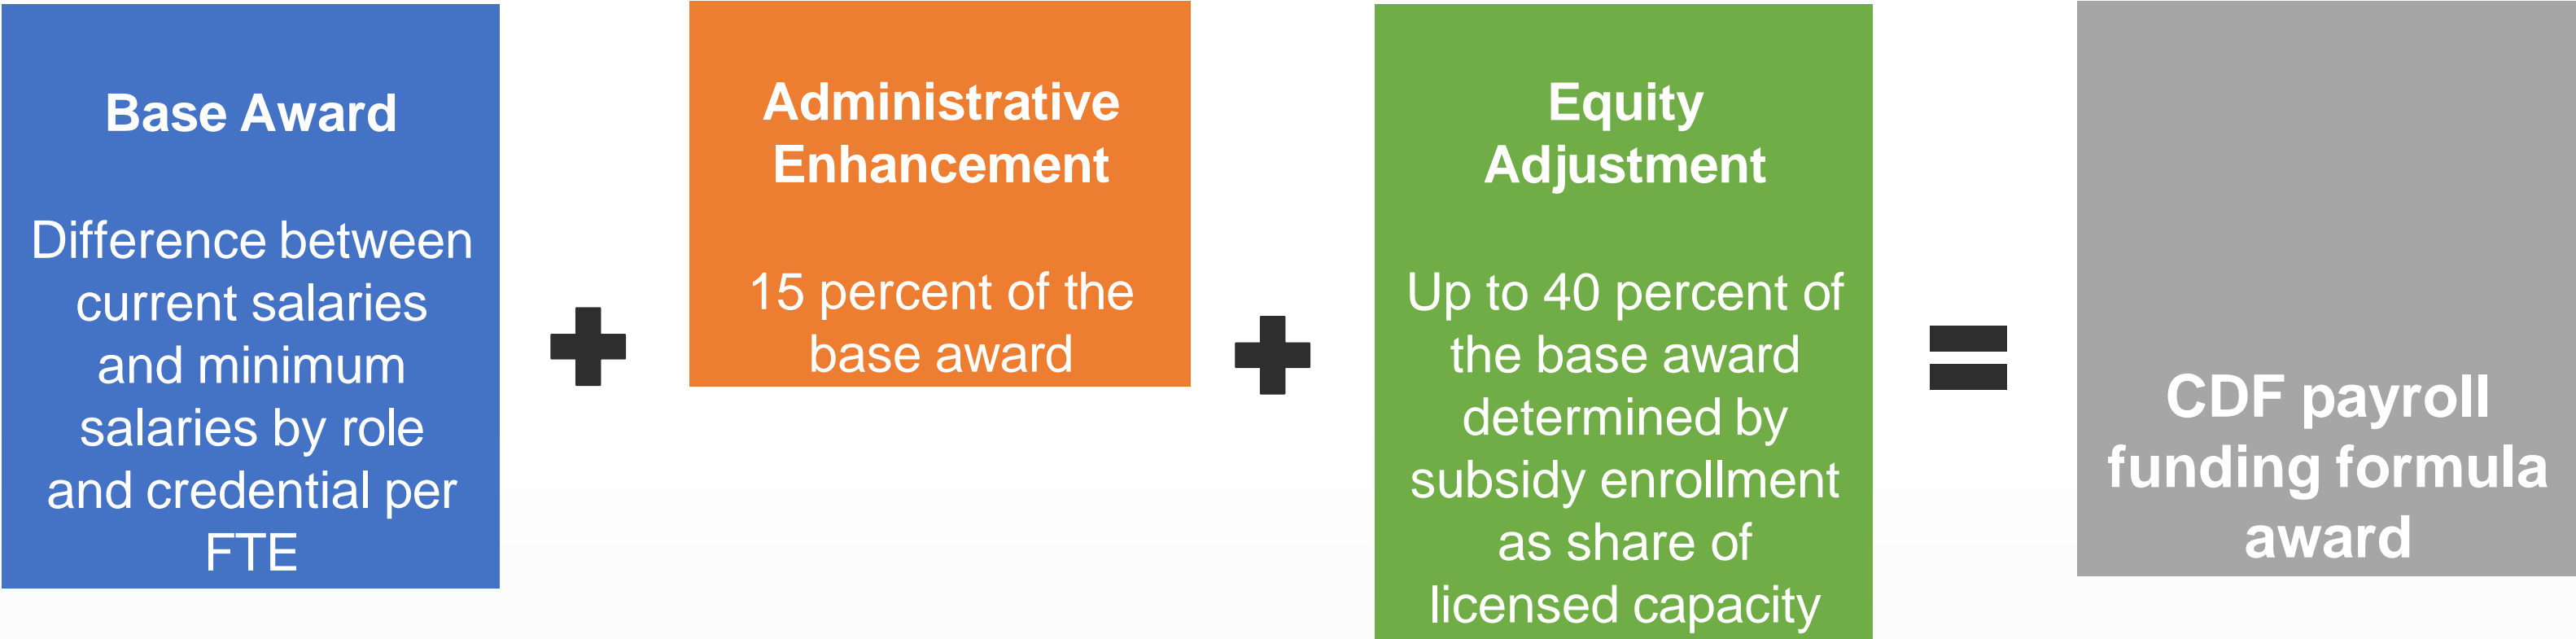 Base Award
Difference between
current salaries
and minimum
salaries by role
and credential per
FTE
Administrative
Enhancement
15 percent of the
base award
Equity
Adjustment
Up to 40 percent of
the base award
determined by
subsidy enrollment
as share of
licensed capacity
CDF payroll
funding formula
award